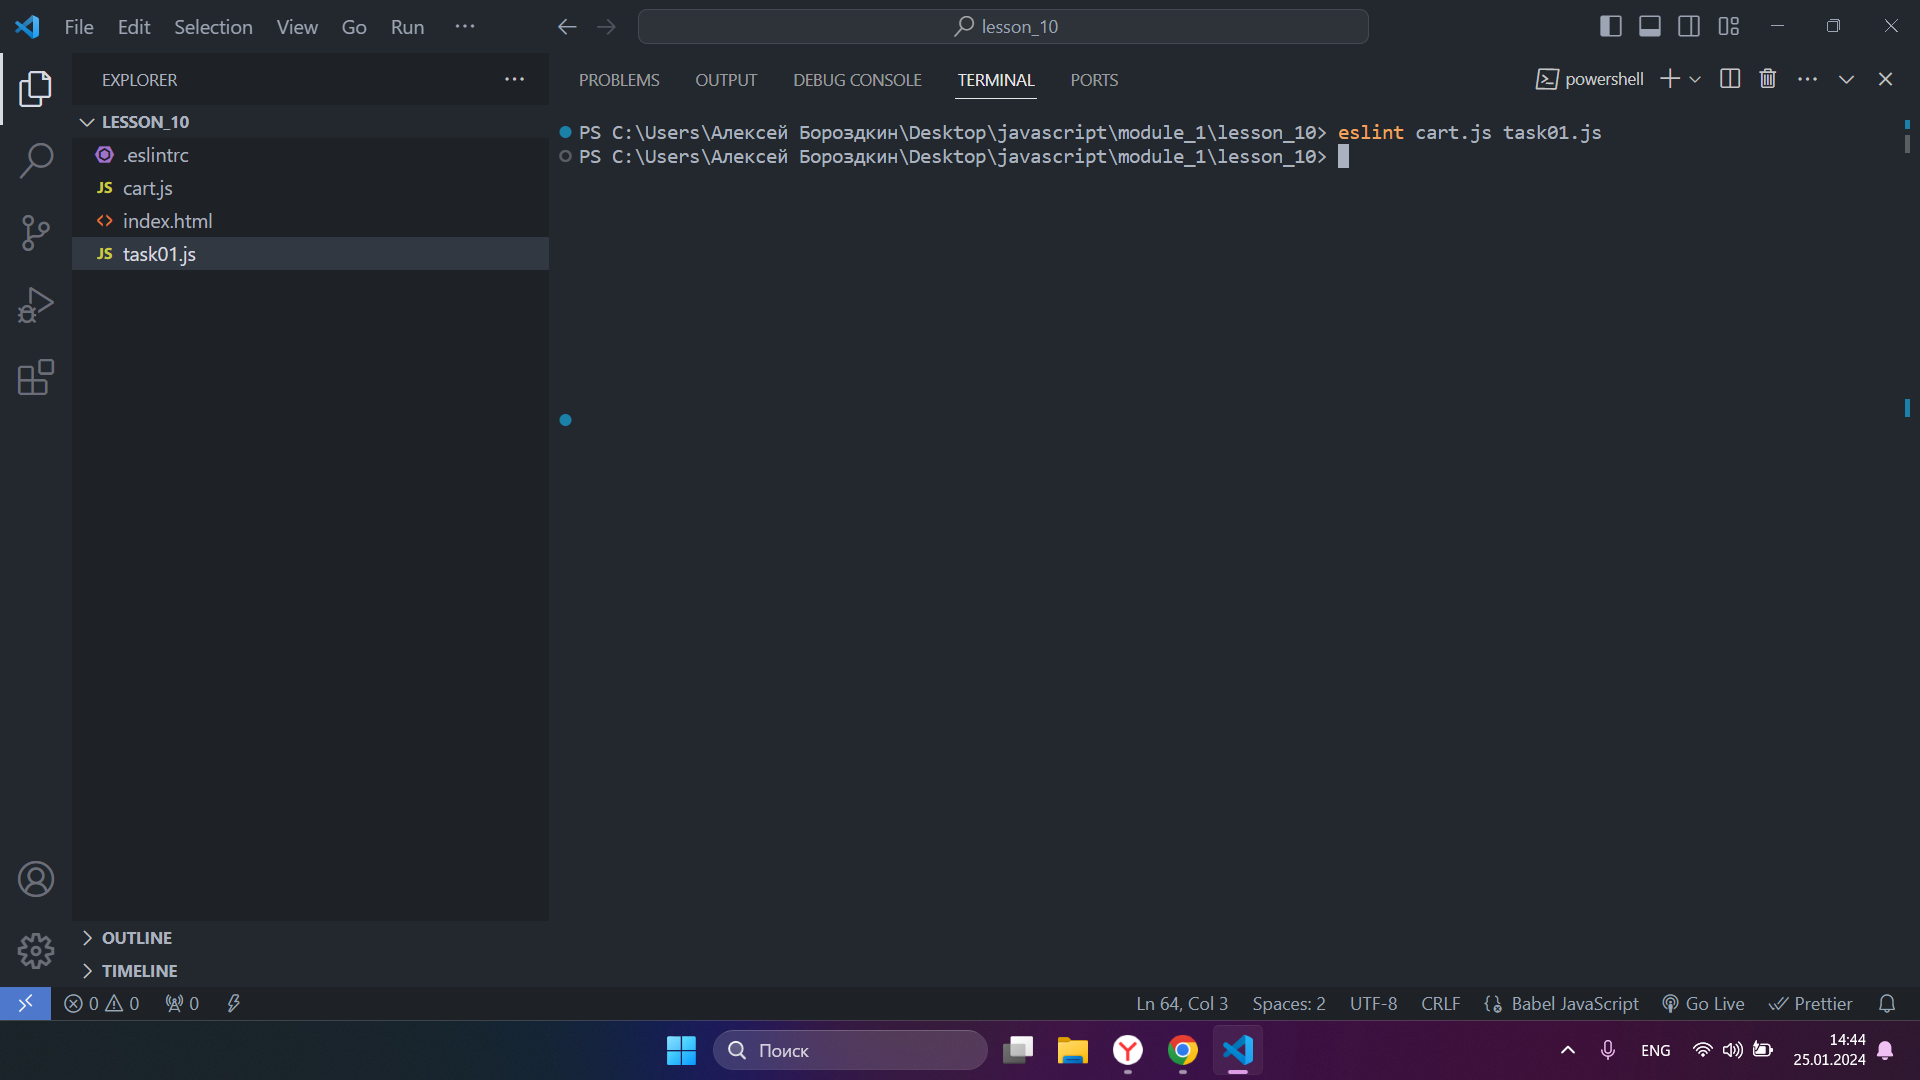 File Edit Selection View Go Run ···
lesson_10
EXPLORER
LESSON_10
.eslintrc
JS cart.js
<> index.html
JS task01.js
OUTLINE
TIMELINE
PROBLEMS OUTPUT DEBUG CONSOLE TERMINAL PORTS
powershell
PS C:\Users\Алексей Бороздкин\Desktop\javascript\module_1\lesson_10> eslint cart.js task01.js
PS C:\Users\Алексей Бороздкин\Desktop\javascript\module_1\lesson_10>
0 0 0
Ln 64, Col 3 Spaces: 2 UTF-8 CRLF {} Babel JavaScript Go Live Prettier
Поиск
ENG
14:44
25.01.2024